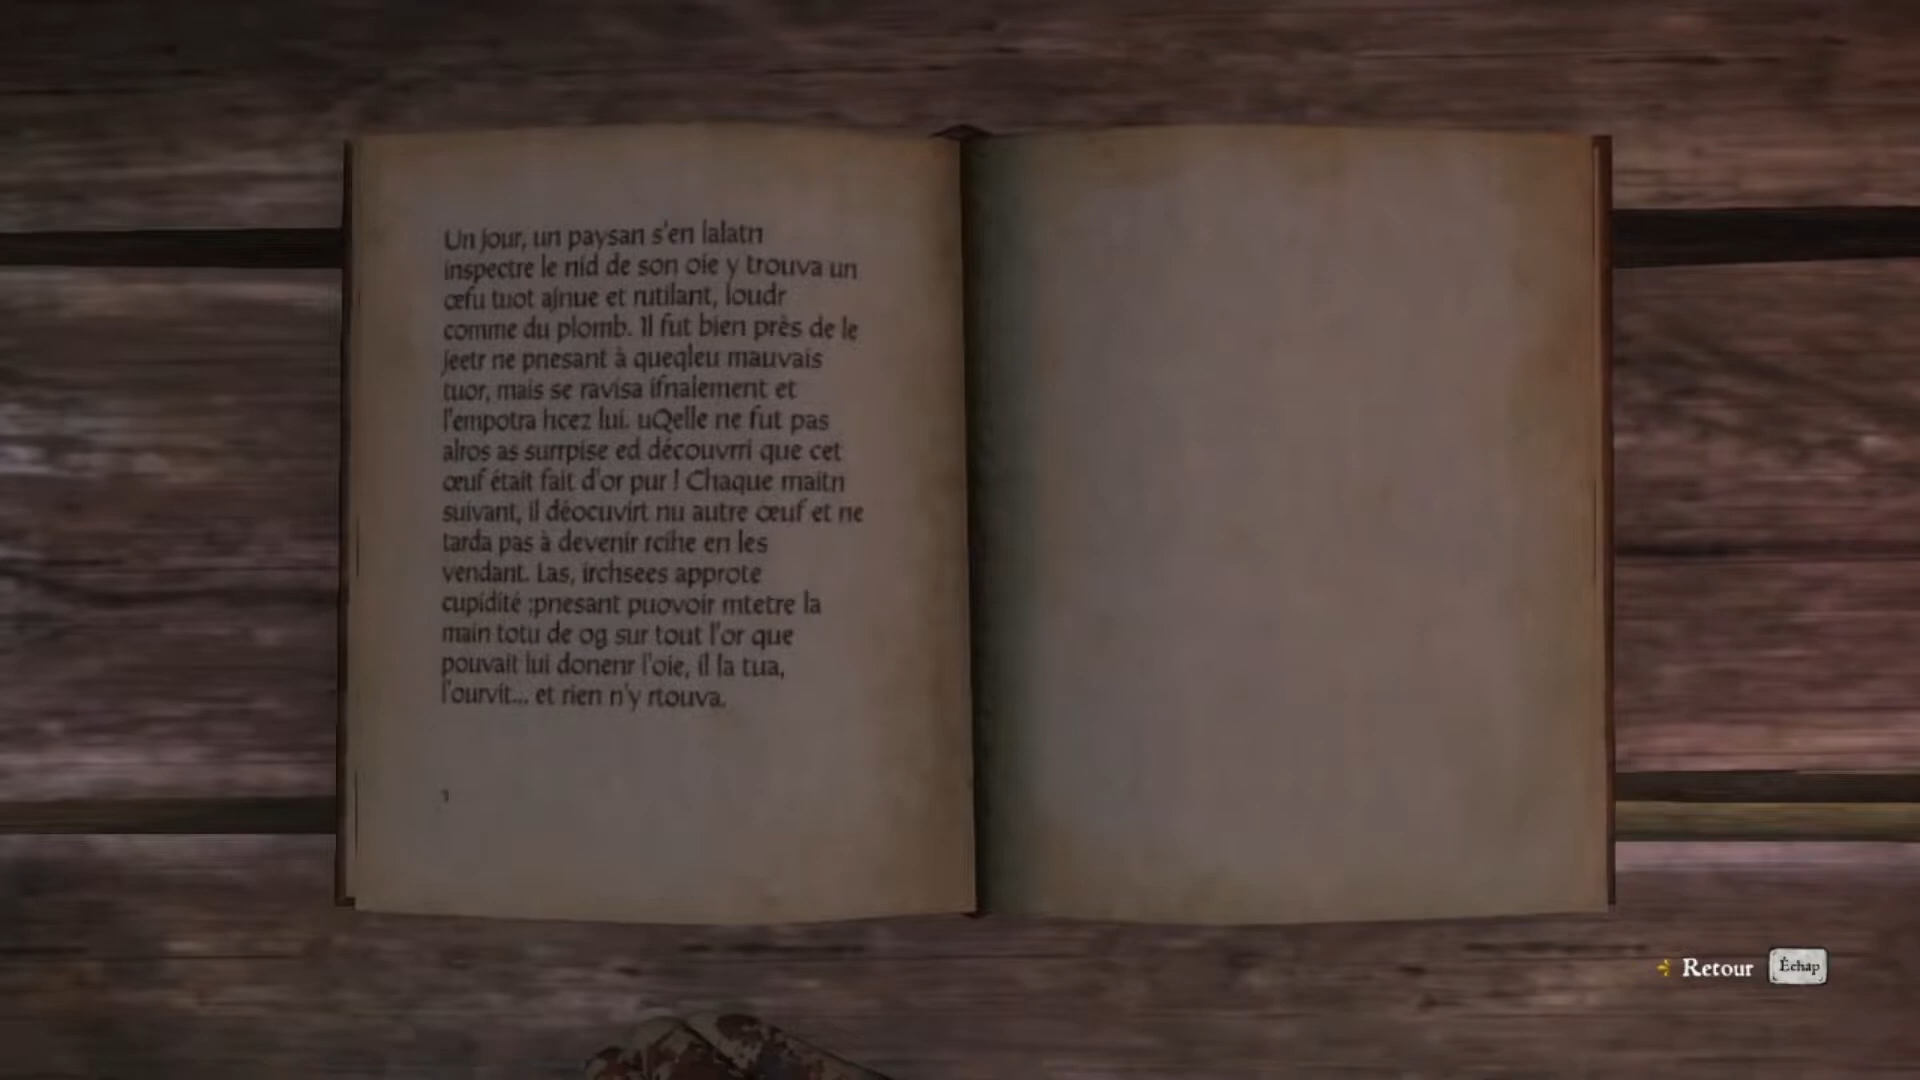 Un jour, un paysan s'en lalatn
inspectre le nid de son oie y trouva un
œfu tuot ajnue et rutilant, loudr
comme du plomb. Il fut bien près de le
jeetr ne pnesant à queqleu mauvais
tuor, mais se ravisa ifnalement et
l'empotra hcez lui. uQelle ne fut pas
alros as surrpise ed découvrri que cet
œuf était fait d'or pur ! Chaque maitn
suivant, il déocuvirt nu autre œuf et ne
tarda pas à devenir rcihe en les
vendant. Las, irchsees approte
cupidité ;pnesant puovoir mtetre la
main totu de og sur tout l'or que
pouvait lui donenr l'oie, il la tua,
l'ourvit... et rien n'y rtouva.
1
Retour Échap